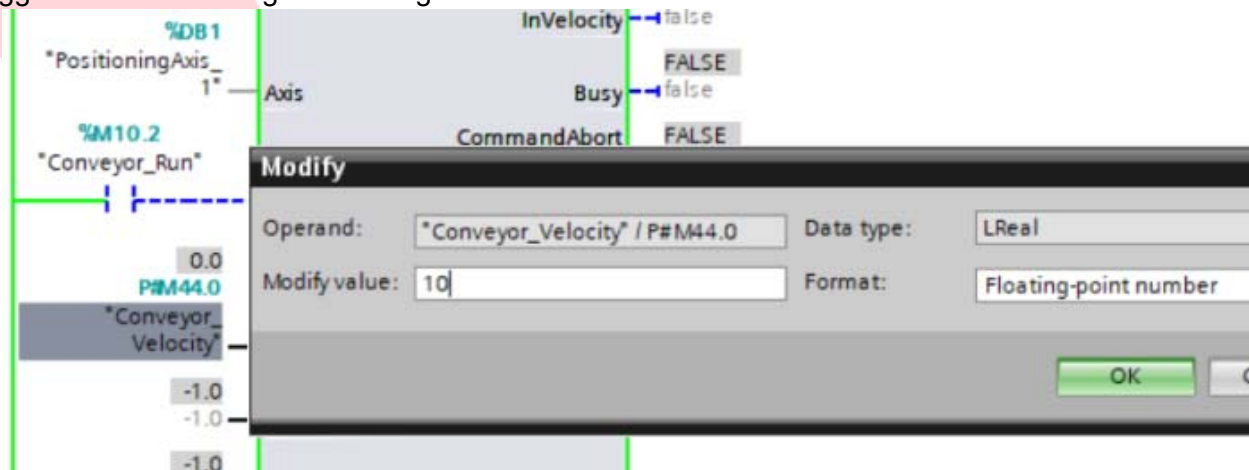 %DB1
"PositioningAxis_
1"
Axis
InVelocity
false
FALSE
Busy
false
CommandAbort
FALSE
%M10.2
"Conveyor_Run"
Modify
Operand:
"Conveyor_Velocity" / P#M44.0
Data type:
LReal
Modify value:
10
Format:
Floating-point number
0.0
P#M44.0
"Conveyor_
Velocity"
OK
-1.0
-1.0
-1.0